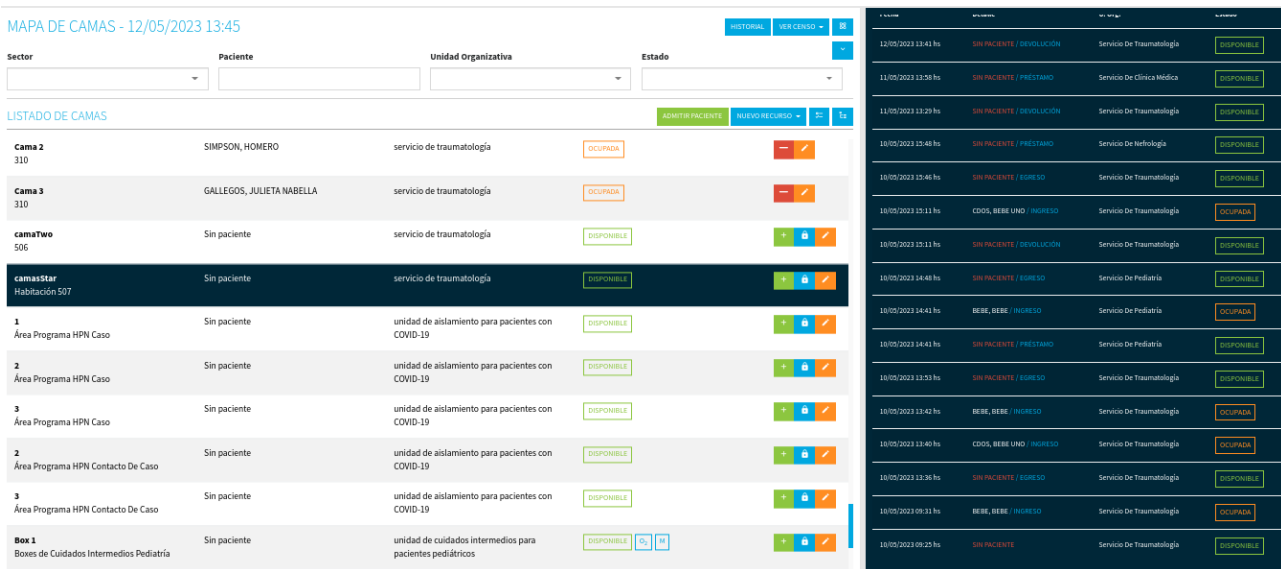 MAPA DE CAMAS - 12/05/2023 13:45
HISTORIAL
VER CENSO
Sector
Paciente
Unidad Organizativa
Estado
LISTADO DE CAMAS
ADMITIR PACIENTE
NUEVO RECURSO
Cama 2 SIMPSON, HOMERO servicio de traumatología OCUPADA
310
Cama 3 GALLEGOS, JULIETA NABELLA servicio de traumatología OCUPADA
310
camaTwo Sin paciente servicio de traumatología DISPONIBLE
506
camasStar Sin paciente servicio de traumatología DISPONIBLE
Habitación 507
1 Sin paciente unidad de aislamiento para pacientes con DISPONIBLE
Área Programa HPN Caso COVID-19
2 Sin paciente unidad de aislamiento para pacientes con DISPONIBLE
Área Programa HPN Caso COVID-19
3 Sin paciente unidad de aislamiento para pacientes con DISPONIBLE
Área Programa HPN Caso COVID-19
2 Sin paciente unidad de aislamiento para pacientes con DISPONIBLE
Área Programa HPN Contacto De Caso COVID-19
3 Sin paciente unidad de aislamiento para pacientes con DISPONIBLE
Área Programa HPN Contacto De Caso COVID-19
Box 1 Sin paciente unidad de cuidados intermedios para DISPONIBLE O2 M
Boxes de Cuidados Intermedios Pediatría pacientes pediátricos
12/05/2023 13:41 hs SIN PACIENTE / DEVOLUCIÓN Servicio De Traumatología DISPONIBLE
11/05/2023 13:58 hs SIN PACIENTE / PRÉSTAMO Servicio De Clínica Médica DISPONIBLE
11/05/2023 13:29 hs SIN PACIENTE / DEVOLUCIÓN Servicio De Traumatología DISPONIBLE
10/05/2023 15:48 hs SIN PACIENTE / PRÉSTAMO Servicio De Nefrología DISPONIBLE
10/05/2023 15:46 hs SIN PACIENTE / EGRESO Servicio De Traumatología DISPONIBLE
10/05/2023 15:11 hs CDOS, BEBE UNO / INGRESO Servicio De Traumatología OCUPADA
10/05/2023 15:11 hs SIN PACIENTE / DEVOLUCIÓN Servicio De Traumatología DISPONIBLE
10/05/2023 14:48 hs SIN PACIENTE / EGRESO Servicio De Pediatría DISPONIBLE
10/05/2023 14:41 hs BEBE, BEBE / INGRESO Servicio De Pediatría OCUPADA
10/05/2023 14:41 hs SIN PACIENTE / PRÉSTAMO Servicio De Pediatría DISPONIBLE
10/05/2023 13:53 hs SIN PACIENTE / EGRESO Servicio De Traumatología DISPONIBLE
10/05/2023 13:42 hs BEBE, BEBE / INGRESO Servicio De Traumatología OCUPADA
10/05/2023 13:40 hs CDOS, BEBE UNO / INGRESO Servicio De Traumatología OCUPADA
10/05/2023 13:36 hs SIN PACIENTE / EGRESO Servicio De Traumatología DISPONIBLE
10/05/2023 09:31 hs BEBE, BEBE / INGRESO Servicio De Traumatología OCUPADA
10/05/2023 09:25 hs SIN PACIENTE Servicio De Traumatología DISPONIBLE